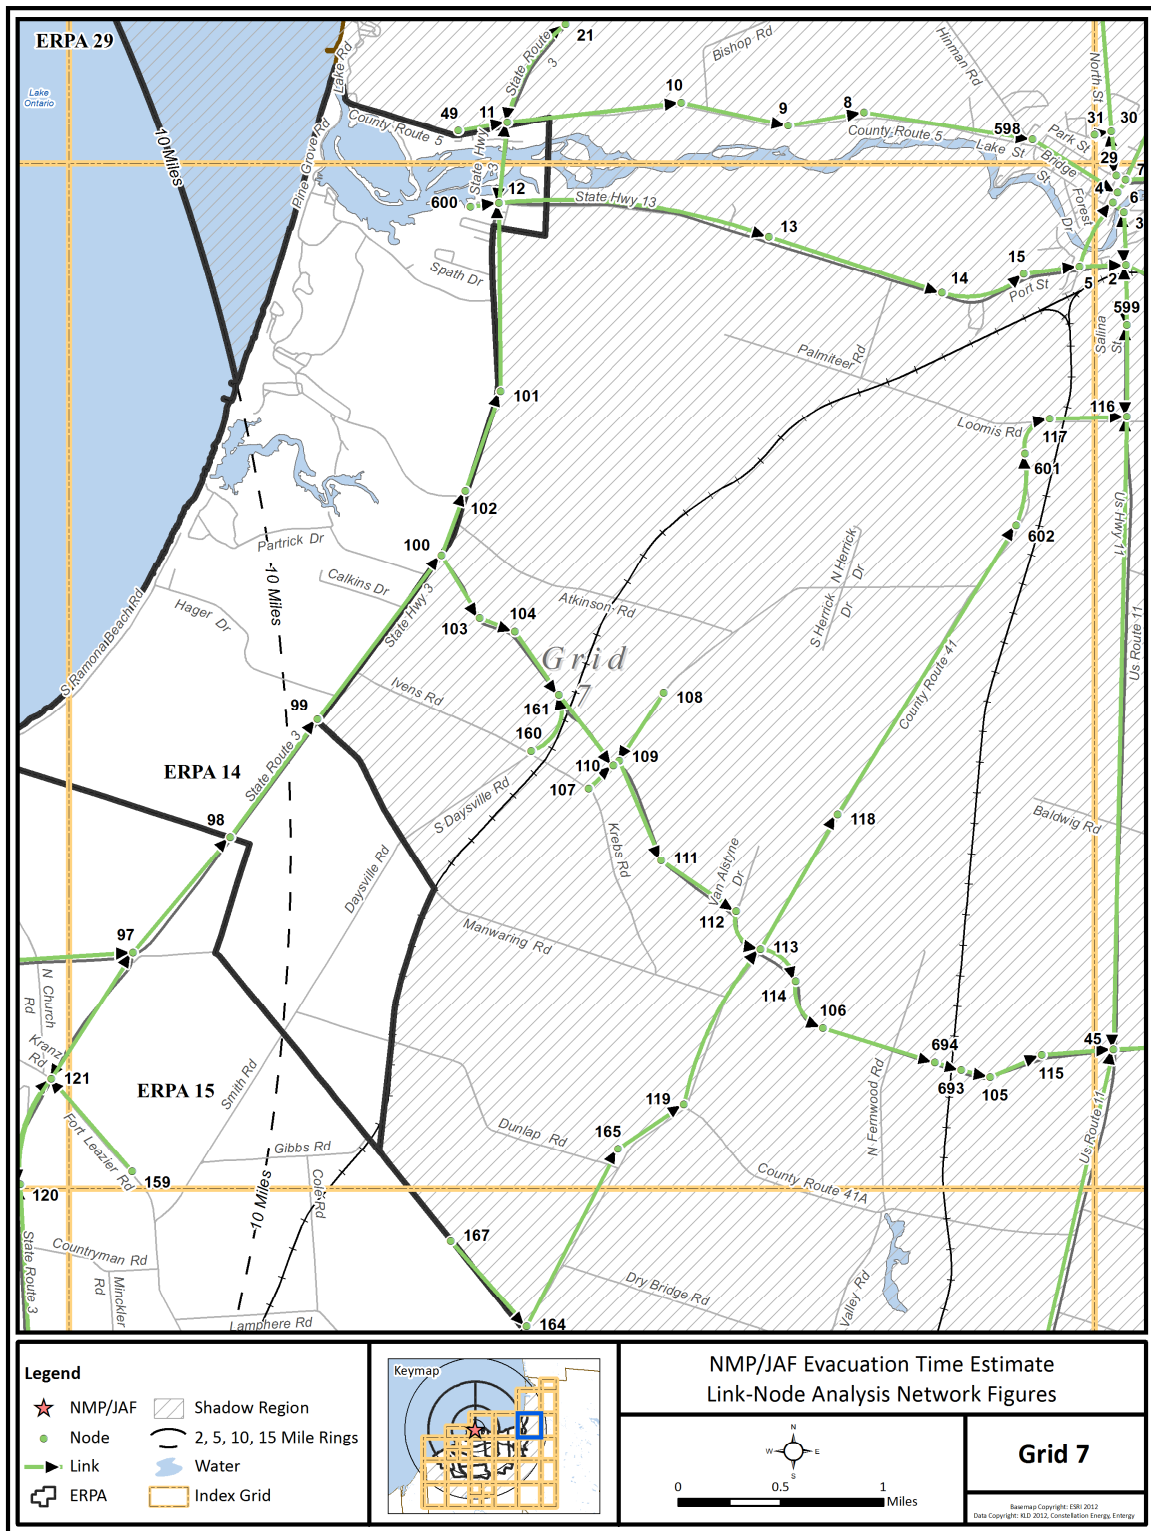 ERPA 29
Lake Ontario
10 Miles
Lake Rd
Pine Grove Rd
State Route 3
21
Bishop Rd
Hinman Rd
North St
49
11
10
9
8
598
31
30
County Route 5
County Route 5
Lake St
Park St
Bridge St
29
7
State Hwy 3
600
12
State Hwy 13
Forest Dr
4
6
3
13
14
15
Port St
5
2
Spath Dr
599
Salina St
Palmiteer Rd
101
116
Loomis Rd
117
601
102
602
Us Hwy 11
Partrick Dr
100
10 Miles
Calkins Dr
State Hwy 3
Hager Dr
S Ramona Beach Rd
103
104
Atkinson Rd
N Herrick Dr
S Herrick Dr
Grid 7
County Route 41
Us Route 11
Ivens Rd
108
99
161
160
State Route 3
ERPA 14
110
109
107
98
S Daysville Rd
Krebs Rd
118
Baldwig Rd
Daysville Rd
111
Van Alstyne Dr
112
Manwaring Rd
97
113
114
N Church Rd
106
Kranz Rd
694
693
105
115
45
121
ERPA 15
Smith Rd
N Fernwood Rd
119
Fort Leazier Rd
Gibbs Rd
Dunlap Rd
165
Us Route 11
159
120
Cole Rd
10 Miles
County Route 41A
State Route 3
Countryman Rd
Minckler Rd
167
Dry Bridge Rd
Valley Rd
Lamphere Rd
164
Legend
NMP/JAF
Shadow Region
Node
2, 5, 10, 15 Mile Rings
Link
Water
ERPA
Index Grid
Keymap
NMP/JAF Evacuation Time Estimate
Link-Node Analysis Network Figures
N
W
E
S
0
0.5
1
Miles
Grid 7
Basemap Copyright: ESRI 2012
Data Copyright: KLD 2012, Constellation Energy, Entergy